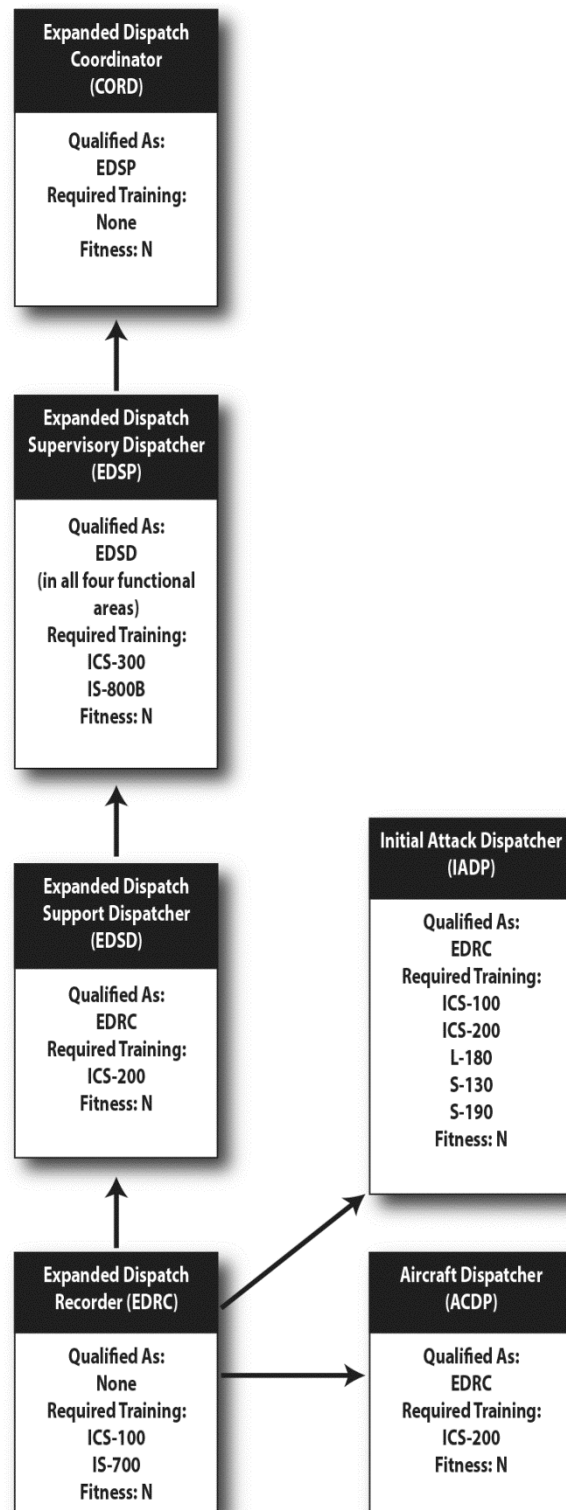 Expanded Dispatch
Coordinator
(CORD)
Qualified As:
EDSP
Required Training:
None
Fitness: N
Expanded Dispatch
Supervisory Dispatcher
(EDSP)
Qualified As:
EDSD
(in all four functional
areas)
Required Training:
ICS-300
IS-800B
Fitness: N
Expanded Dispatch
Support Dispatcher
(EDSD)
Qualified As:
EDRC
Required Training:
ICS-200
Fitness: N
Initial Attack Dispatcher
(IADP)
Qualified As:
EDRC
Required Training:
ICS-100
ICS-200
L-180
S-130
S-190
Fitness: N
Expanded Dispatch
Recorder (EDRC)
Qualified As:
None
Required Training:
ICS-100
IS-700
Fitness: N
Aircraft Dispatcher
(ACDP)
Qualified As:
EDRC
Required Training:
ICS-200
Fitness: N